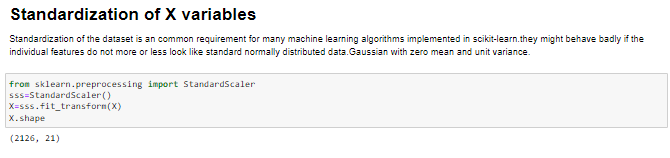 Standardization of X variables
Standardization of the dataset is an common requirement for many machine learning algorithms implemented in scikit-learn.they might behave badly if the
individual features do not more or less look like standard normally distributed data.Gaussian with zero mean and unit variance.
from sklearn.preprocessing import StandardScaler
sss=StandardScaler()
X=sss.fit_transform(X)
X.shape
(2126, 21)